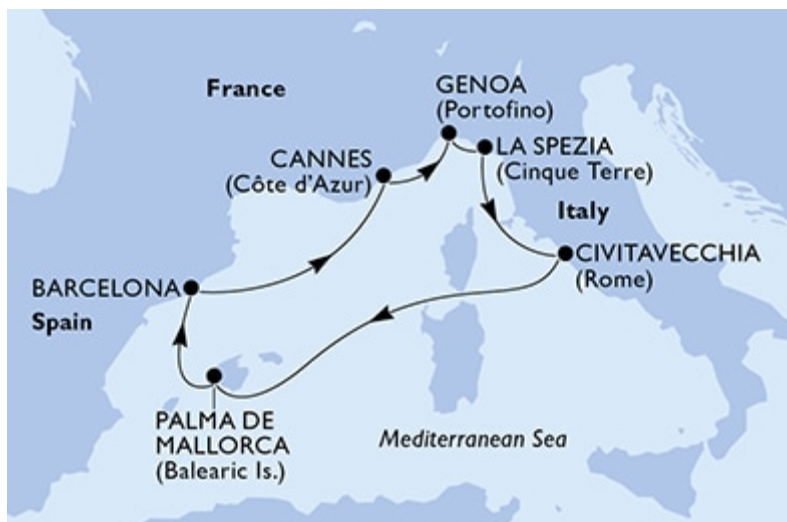 France
GENOA
(Portofino)
CANNES
(Côte d'Azur)
LA SPEZIA
(Cinque Terre)
Italy
CIVITAVECCHIA
(Rome)
BARCELONA
Spain
PALMA DE
MALLORCA
(Balearic Is.)
Mediterranean Sea